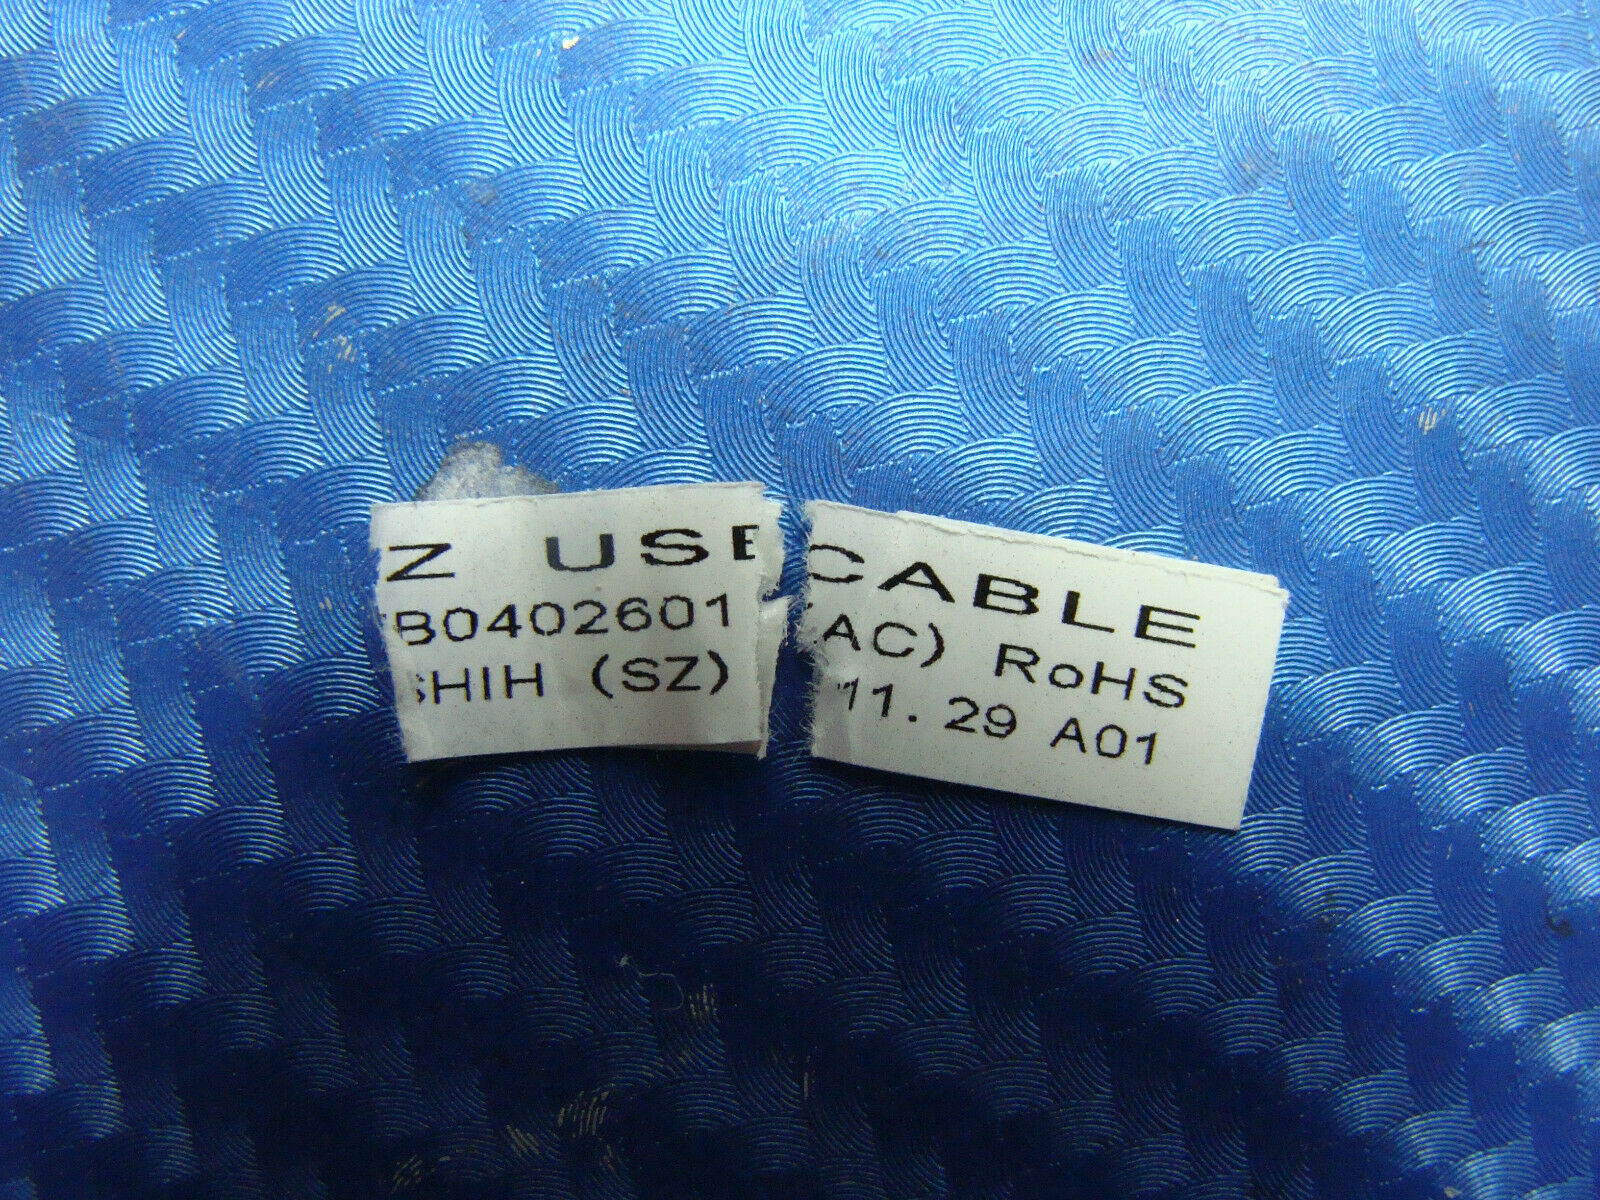 Z USB CABLE
B0402601 (AC) RoHS
SHIH (SZ) 11.29 A01